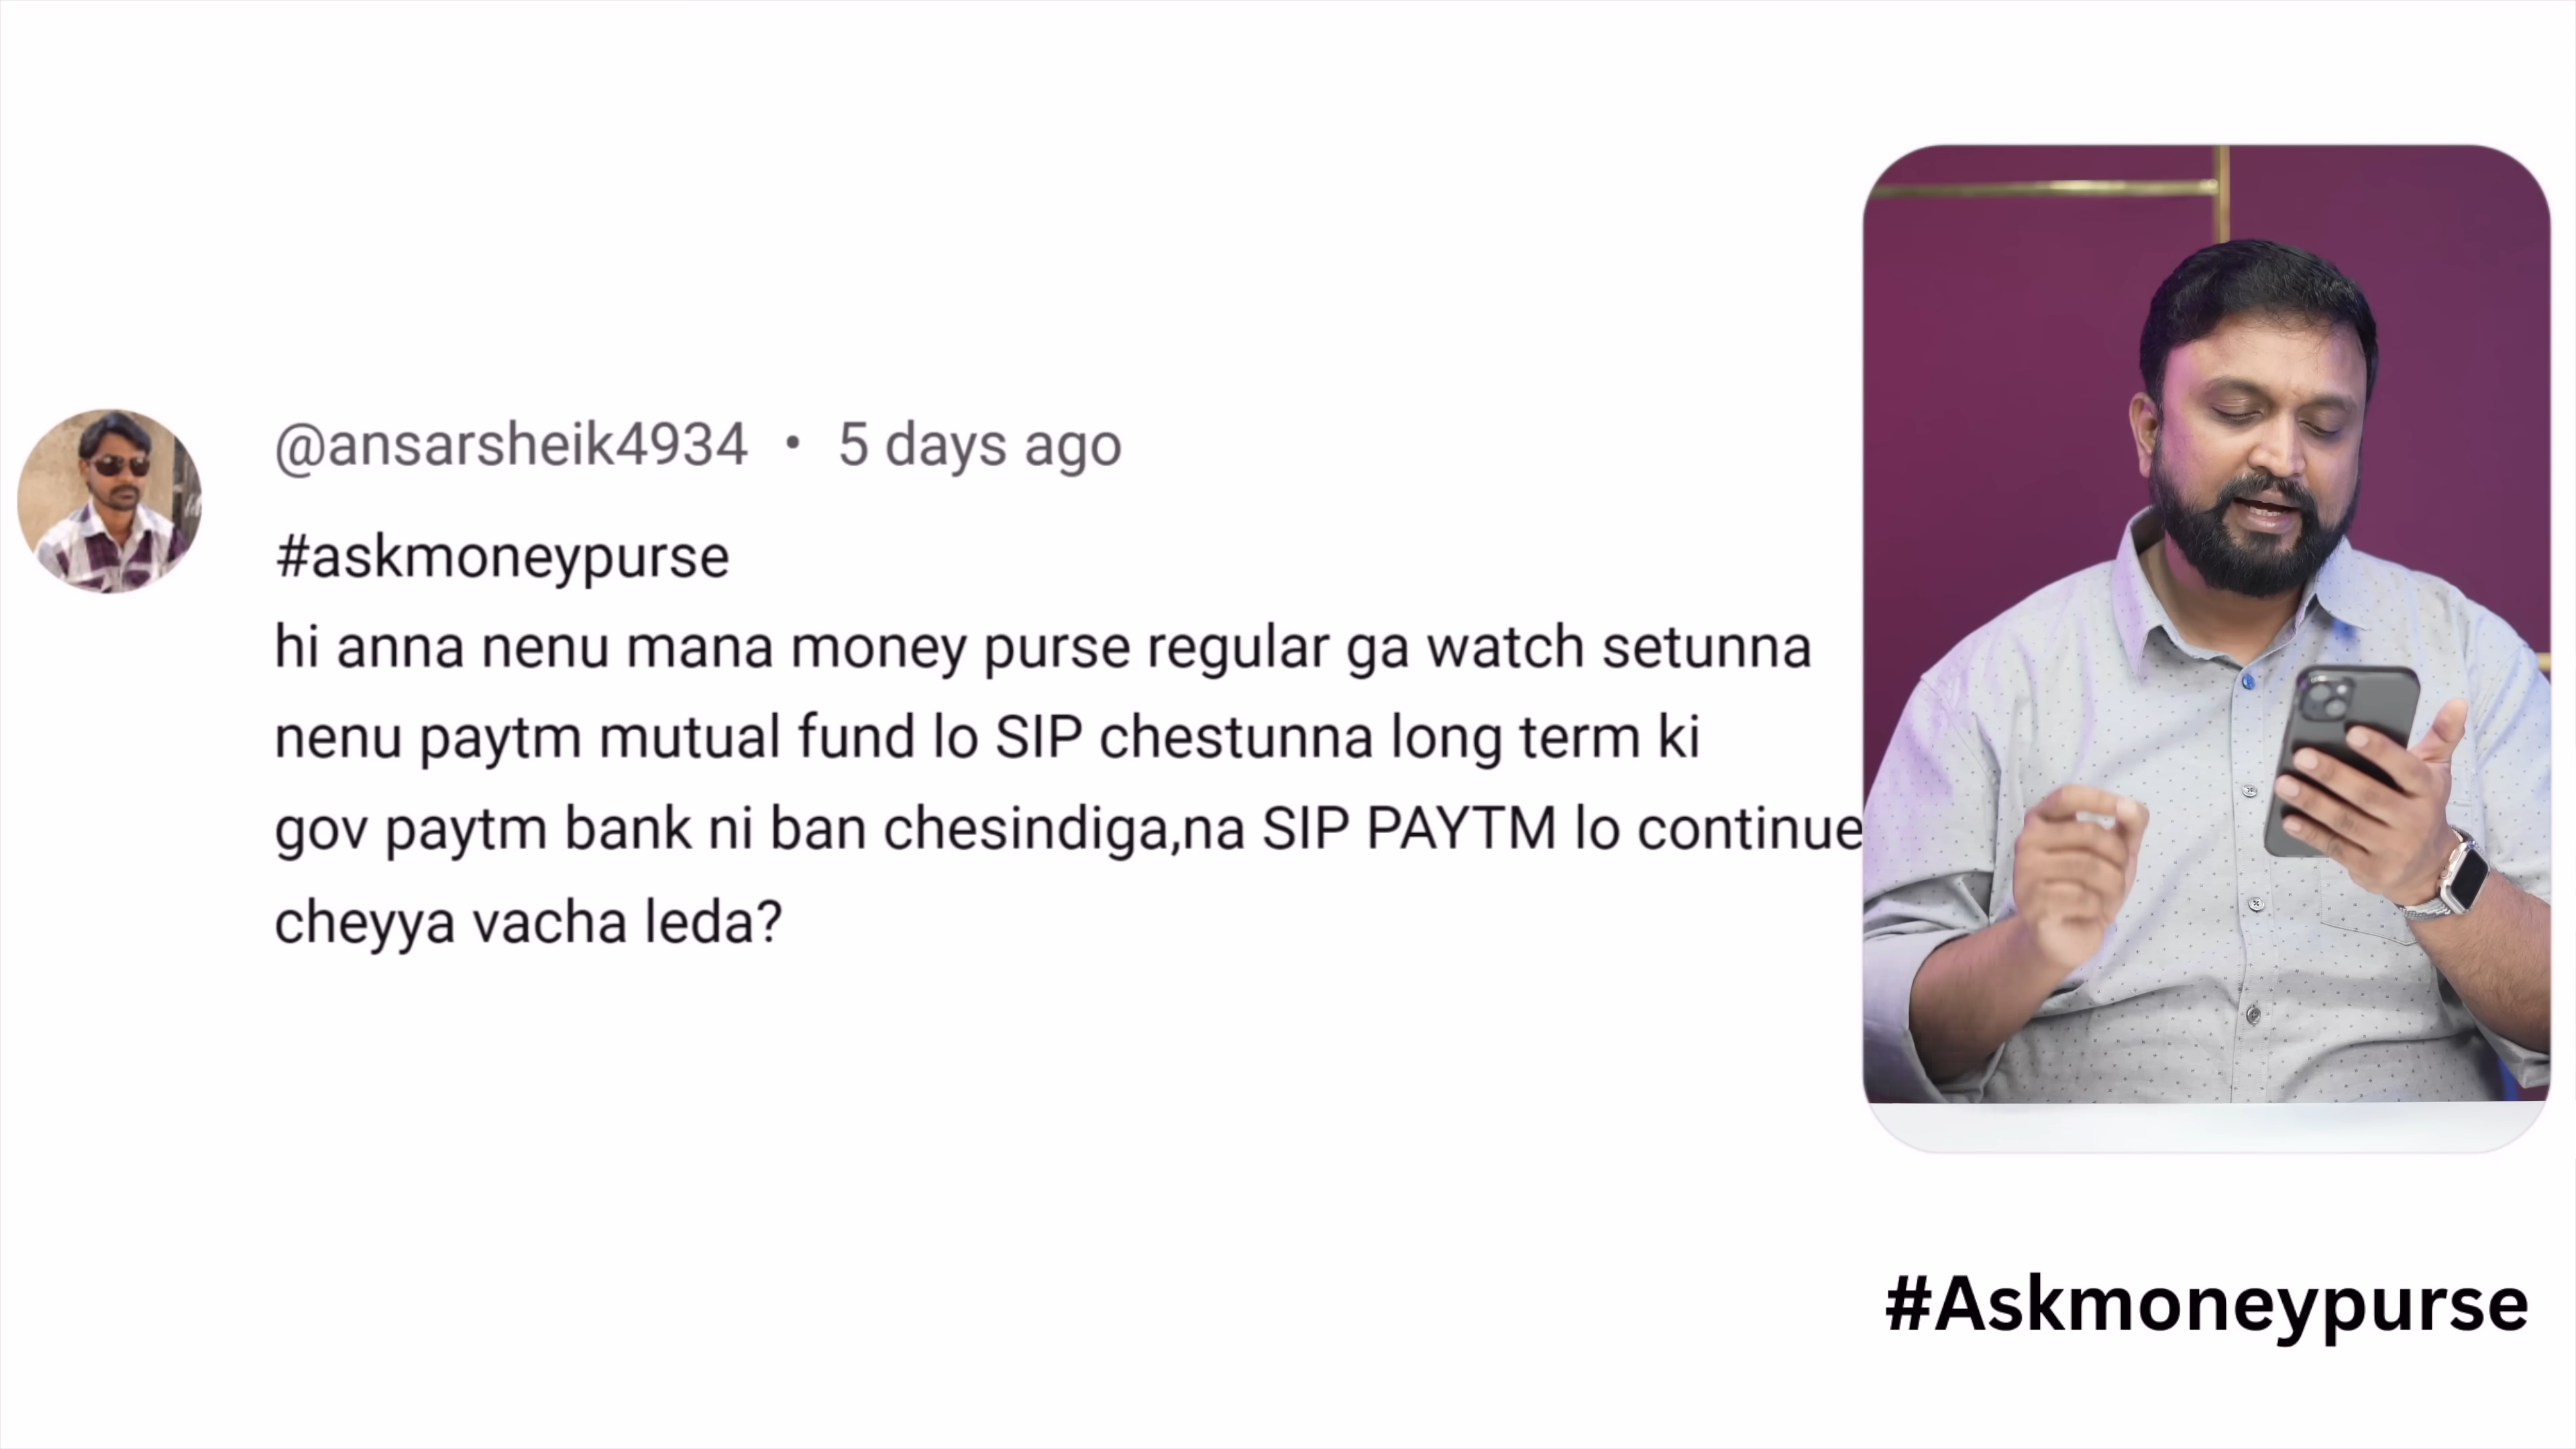 @ansarsheik4934 • 5 days ago
#askmoneypurse
hi anna nenu mana money purse regular ga watch setunna
nenu paytm mutual fund lo SIP chestunna long term ki
gov paytm bank ni ban chesindiga,na SIP PAYTM lo continue
cheyya vacha leda?
#Askmoneypurse